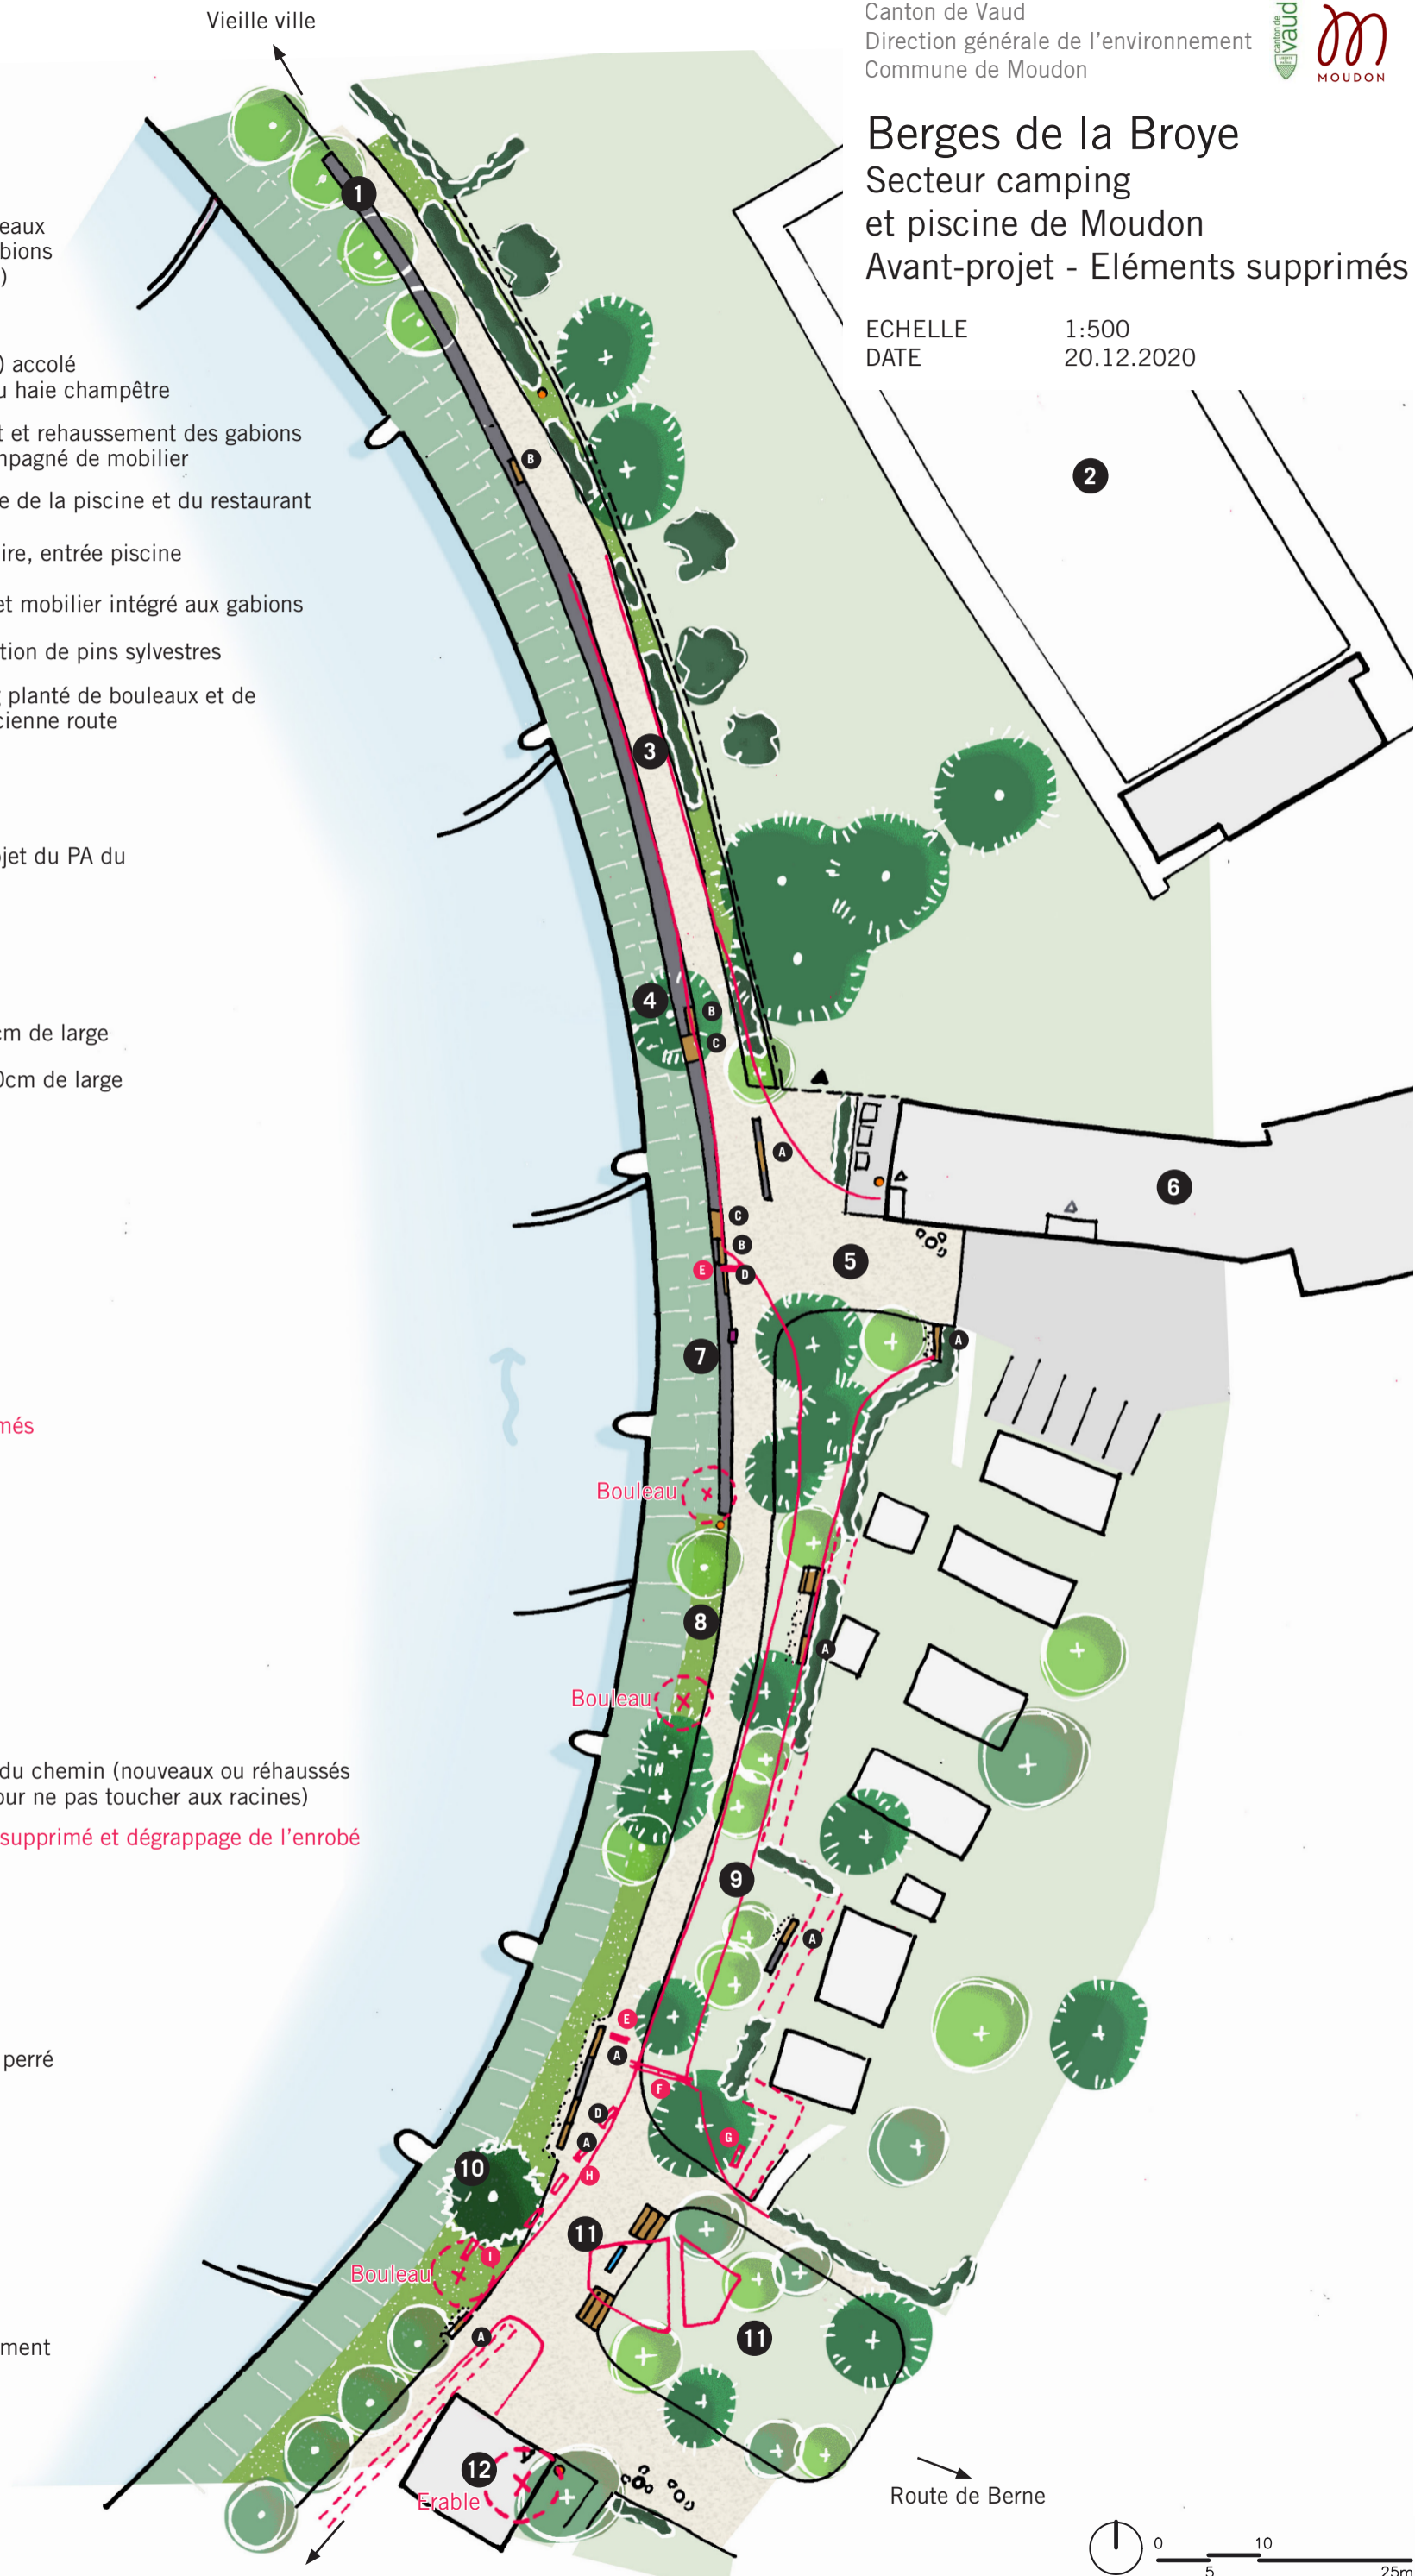 Vieille ville
Canton de Vaud
Direction générale de l'environnement
Commune de Moudon
canton de
vaud
MOUDON
Berges de la Broye
Secteur camping
et piscine de Moudon
Avant-projet - Eléments supprimés
ECHELLE 1:500
DATE 20.12.2020
eaux
bions
)
) accolé
u haie champêtre
t et rehaussement des gabions
mpagné de mobilier
e de la piscine et du restaurant
ire, entrée piscine
et mobilier intégré aux gabions
tion de pins sylvestres
t planté de bouleaux et de
cienne route
jet du PA du
cm de large
0cm de large
més
du chemin (nouveaux ou réhaussés
our ne pas toucher aux racines)
supprimé et dégrappage de l'enrobé
perré
ment
1
B
2
3
4
B
C
A
6
C
B
E
D
5
7
A
Bouleau
8
A
Bouleau
9
A
E
A
F
D
G
A
10
H
11
I
Bouleau
11
A
12
Erable
Route de Berne
0 10
5 25m